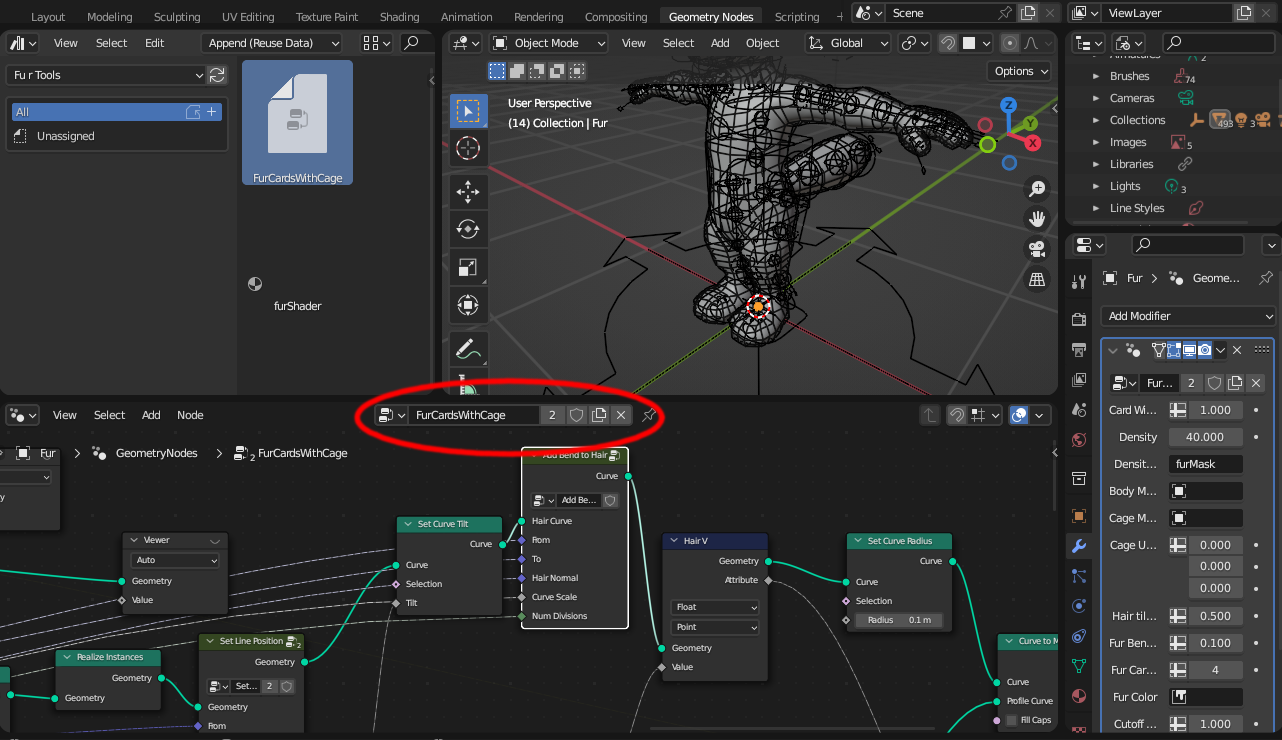 Layout Modeling Sculpting UV Editing Texture Paint Shading Animation Rendering Compositing Geometry Nodes Scripting + Scene ViewLayer
View Select Edit Append (Reuse Data)
Object Mode View Select Add Object Global
Fur Tools
All
Unassigned
FurCardsWithCage
furShader
Options
User Perspective
(14) Collection | Fur
Z
Y
X
2
Brushes 74
Cameras
Collections 493 3
Images 5
Libraries
Lights 3
Line Styles
Fur > Geome...
Add Modifier
Fur... 2
Card Wi... 1.000
Density 40.000
Densit... furMask
Body M...
Cage M...
Cage U... 0.000
0.000
0.000
Hair til... 0.500
Fur Ben... 0.100
Fur Car... 4
Fur Color
Cutoff ... 1.000
View Select Add Node FurCardsWithCage 2
Fur > GeometryNodes > 2 FurCardsWithCage
Viewer
Auto
Geometry
Value
Realize Instances
Geometry
Geometry
Set Line Position 2
Geometry
Set... 2
Geometry
From
Set Curve Tilt
Curve
Curve
Selection
Tilt
Add Bend to Hair
Curve
Add Be...
Hair Curve
From
To
Hair Normal
Curve Scale
Num Divisions
Hair V
Geometry
Attribute
Float
Point
Geometry
Value
Set Curve Radius
Curve
Curve
Selection
Radius 0.1 m
Curve to M
Curve
Profile Curve
Fill Caps